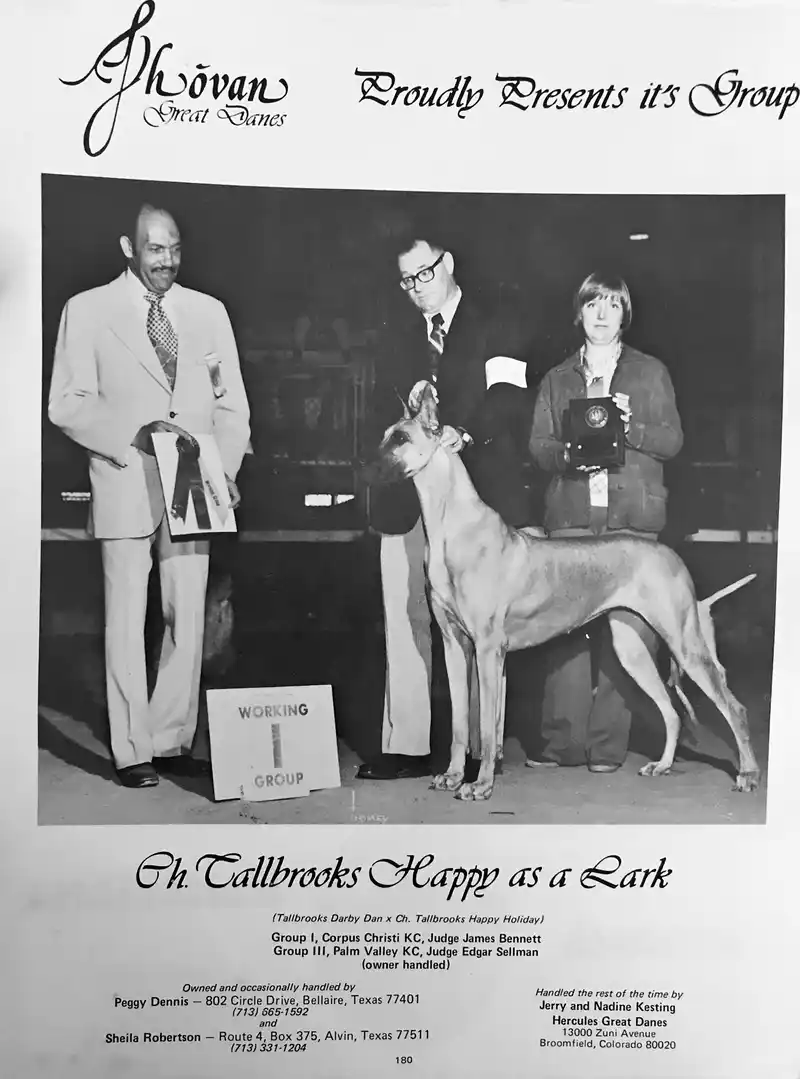 Jhovan
Great Danes
Proudly Presents it's Group
WORKING
I
GROUP
Ch. Tallbrooks Happy as a Lark
(Tallbrooks Darby Dan x Ch. Tallbrooks Happy Holiday)
Group I, Corpus Christi KC, Judge James Bennett
Group III, Palm Valley KC, Judge Edgar Sellman
(owner handled)
Owned and occasionally handled by
Peggy Dennis — 802 Circle Drive, Bellaire, Texas 77401
(713) 665-1592
and
Sheila Robertson — Route 4, Box 375, Alvin, Texas 77511
(713) 331-1204
Handled the rest of the time by
Jerry and Nadine Kesting
Hercules Great Danes
13000 Zuni Avenue
Broomfield, Colorado 80020
180